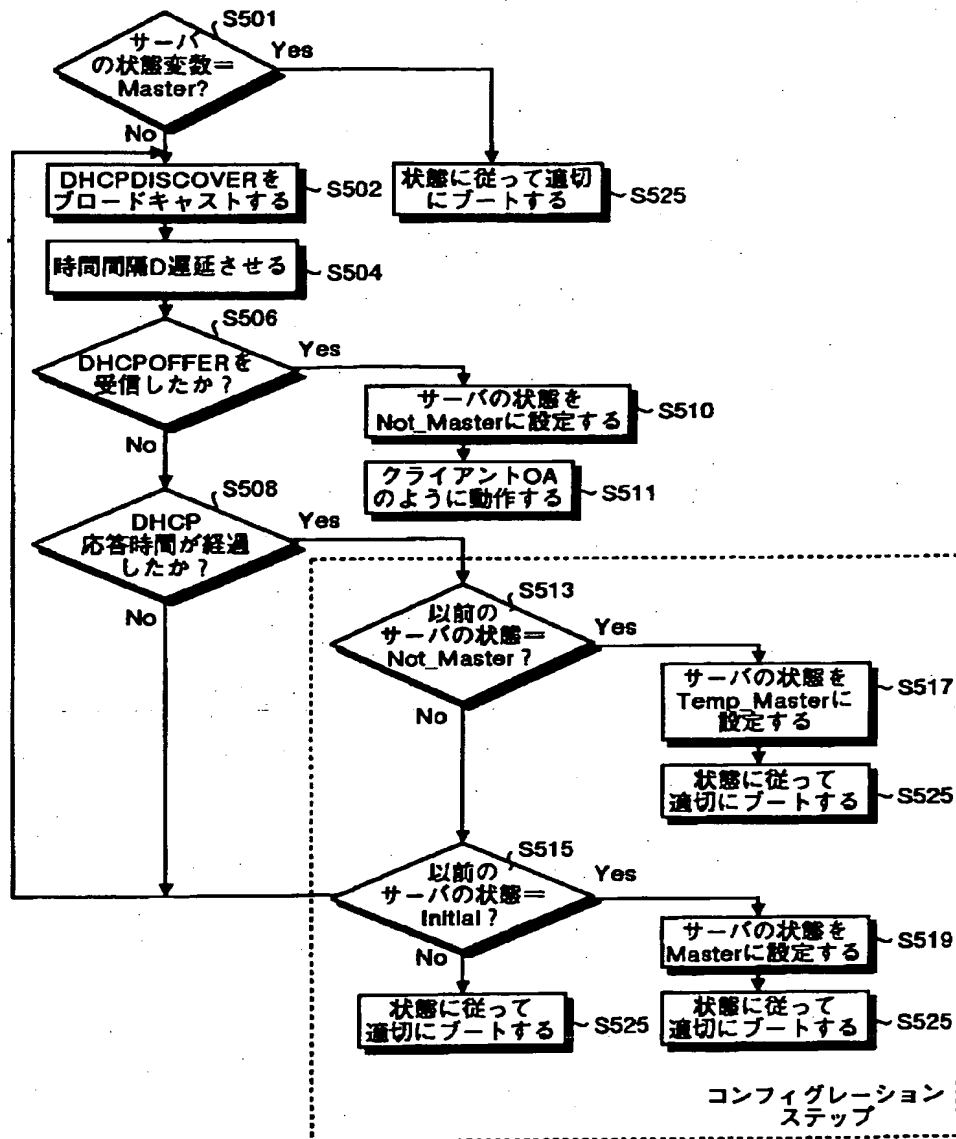 S501
サーバ
の状態変数＝
Master?
Yes
No
DHCPDISCOVERを
ブロードキャストする
S502
状態に従って適切
にブートする
S525
時間間隔D遅延させる
S504
S506
DHCPOFFERを
受信したか？
Yes
No
サーバの状態を
Not_Masterに設定する
S510
クライアントOA
のように動作する
S511
S508
DHCP
応答時間が経過
したか？
Yes
No
S513
以前の
サーバの状態＝
Not_Master？
Yes
No
サーバの状態を
Temp_Masterに
設定する
S517
状態に従って
適切にブートする
S525
S515
以前の
サーバの状態＝
Initial？
Yes
No
サーバの状態を
Masterに設定する
S519
状態に従って
適切にブートする
S525
状態に従って
適切にブートする
S525
コンフィグレーション
ステップ